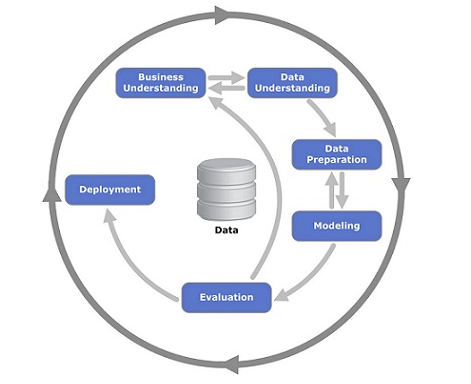 Business
Understanding
Data
Understanding
Data
Preparation
Deployment
Data
Modeling
Evaluation